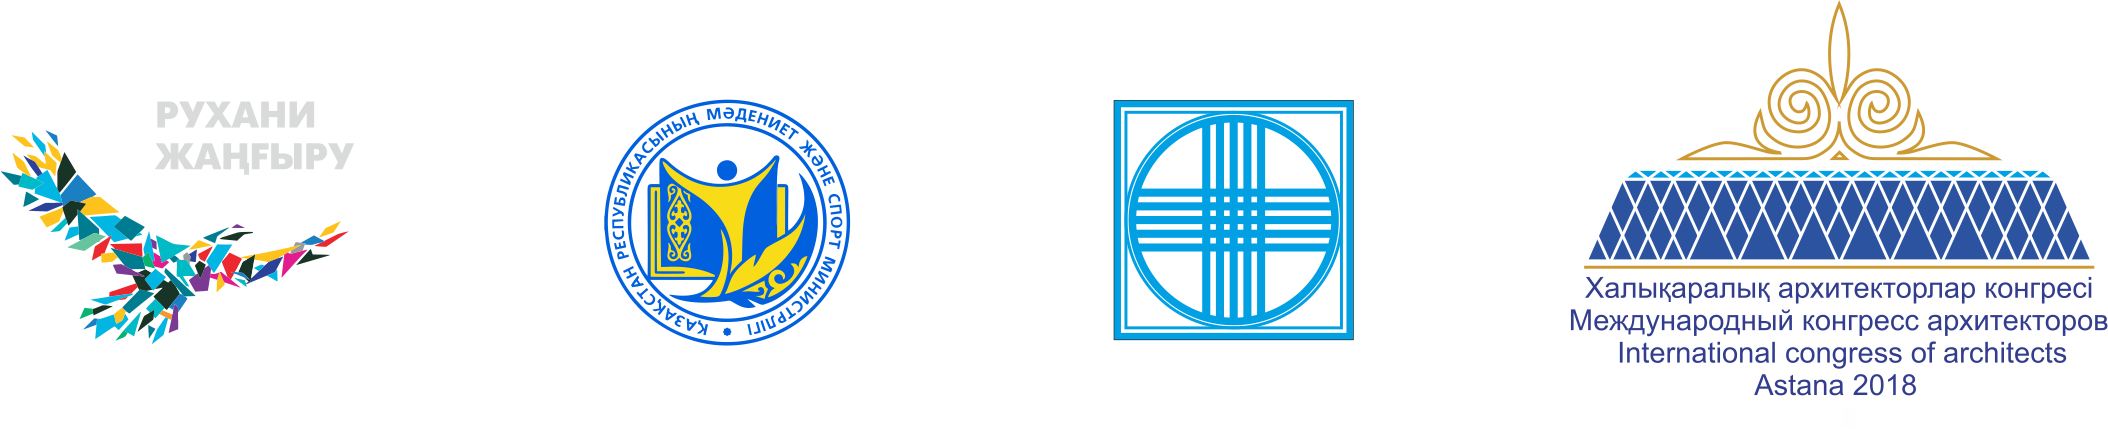 РУХАНИ
ЖАҢҒЫРУ
ҚАЗАҚСТАН РЕСПУБЛИКАСЫНЫҢ МӘДЕНИЕТ ЖӘНЕ СПОРТ МИНИСТРЛІГІ
Халықаралық архитекторлар конгресі
Международный конгресс архитекторов
International congress of architects
Astana 2018